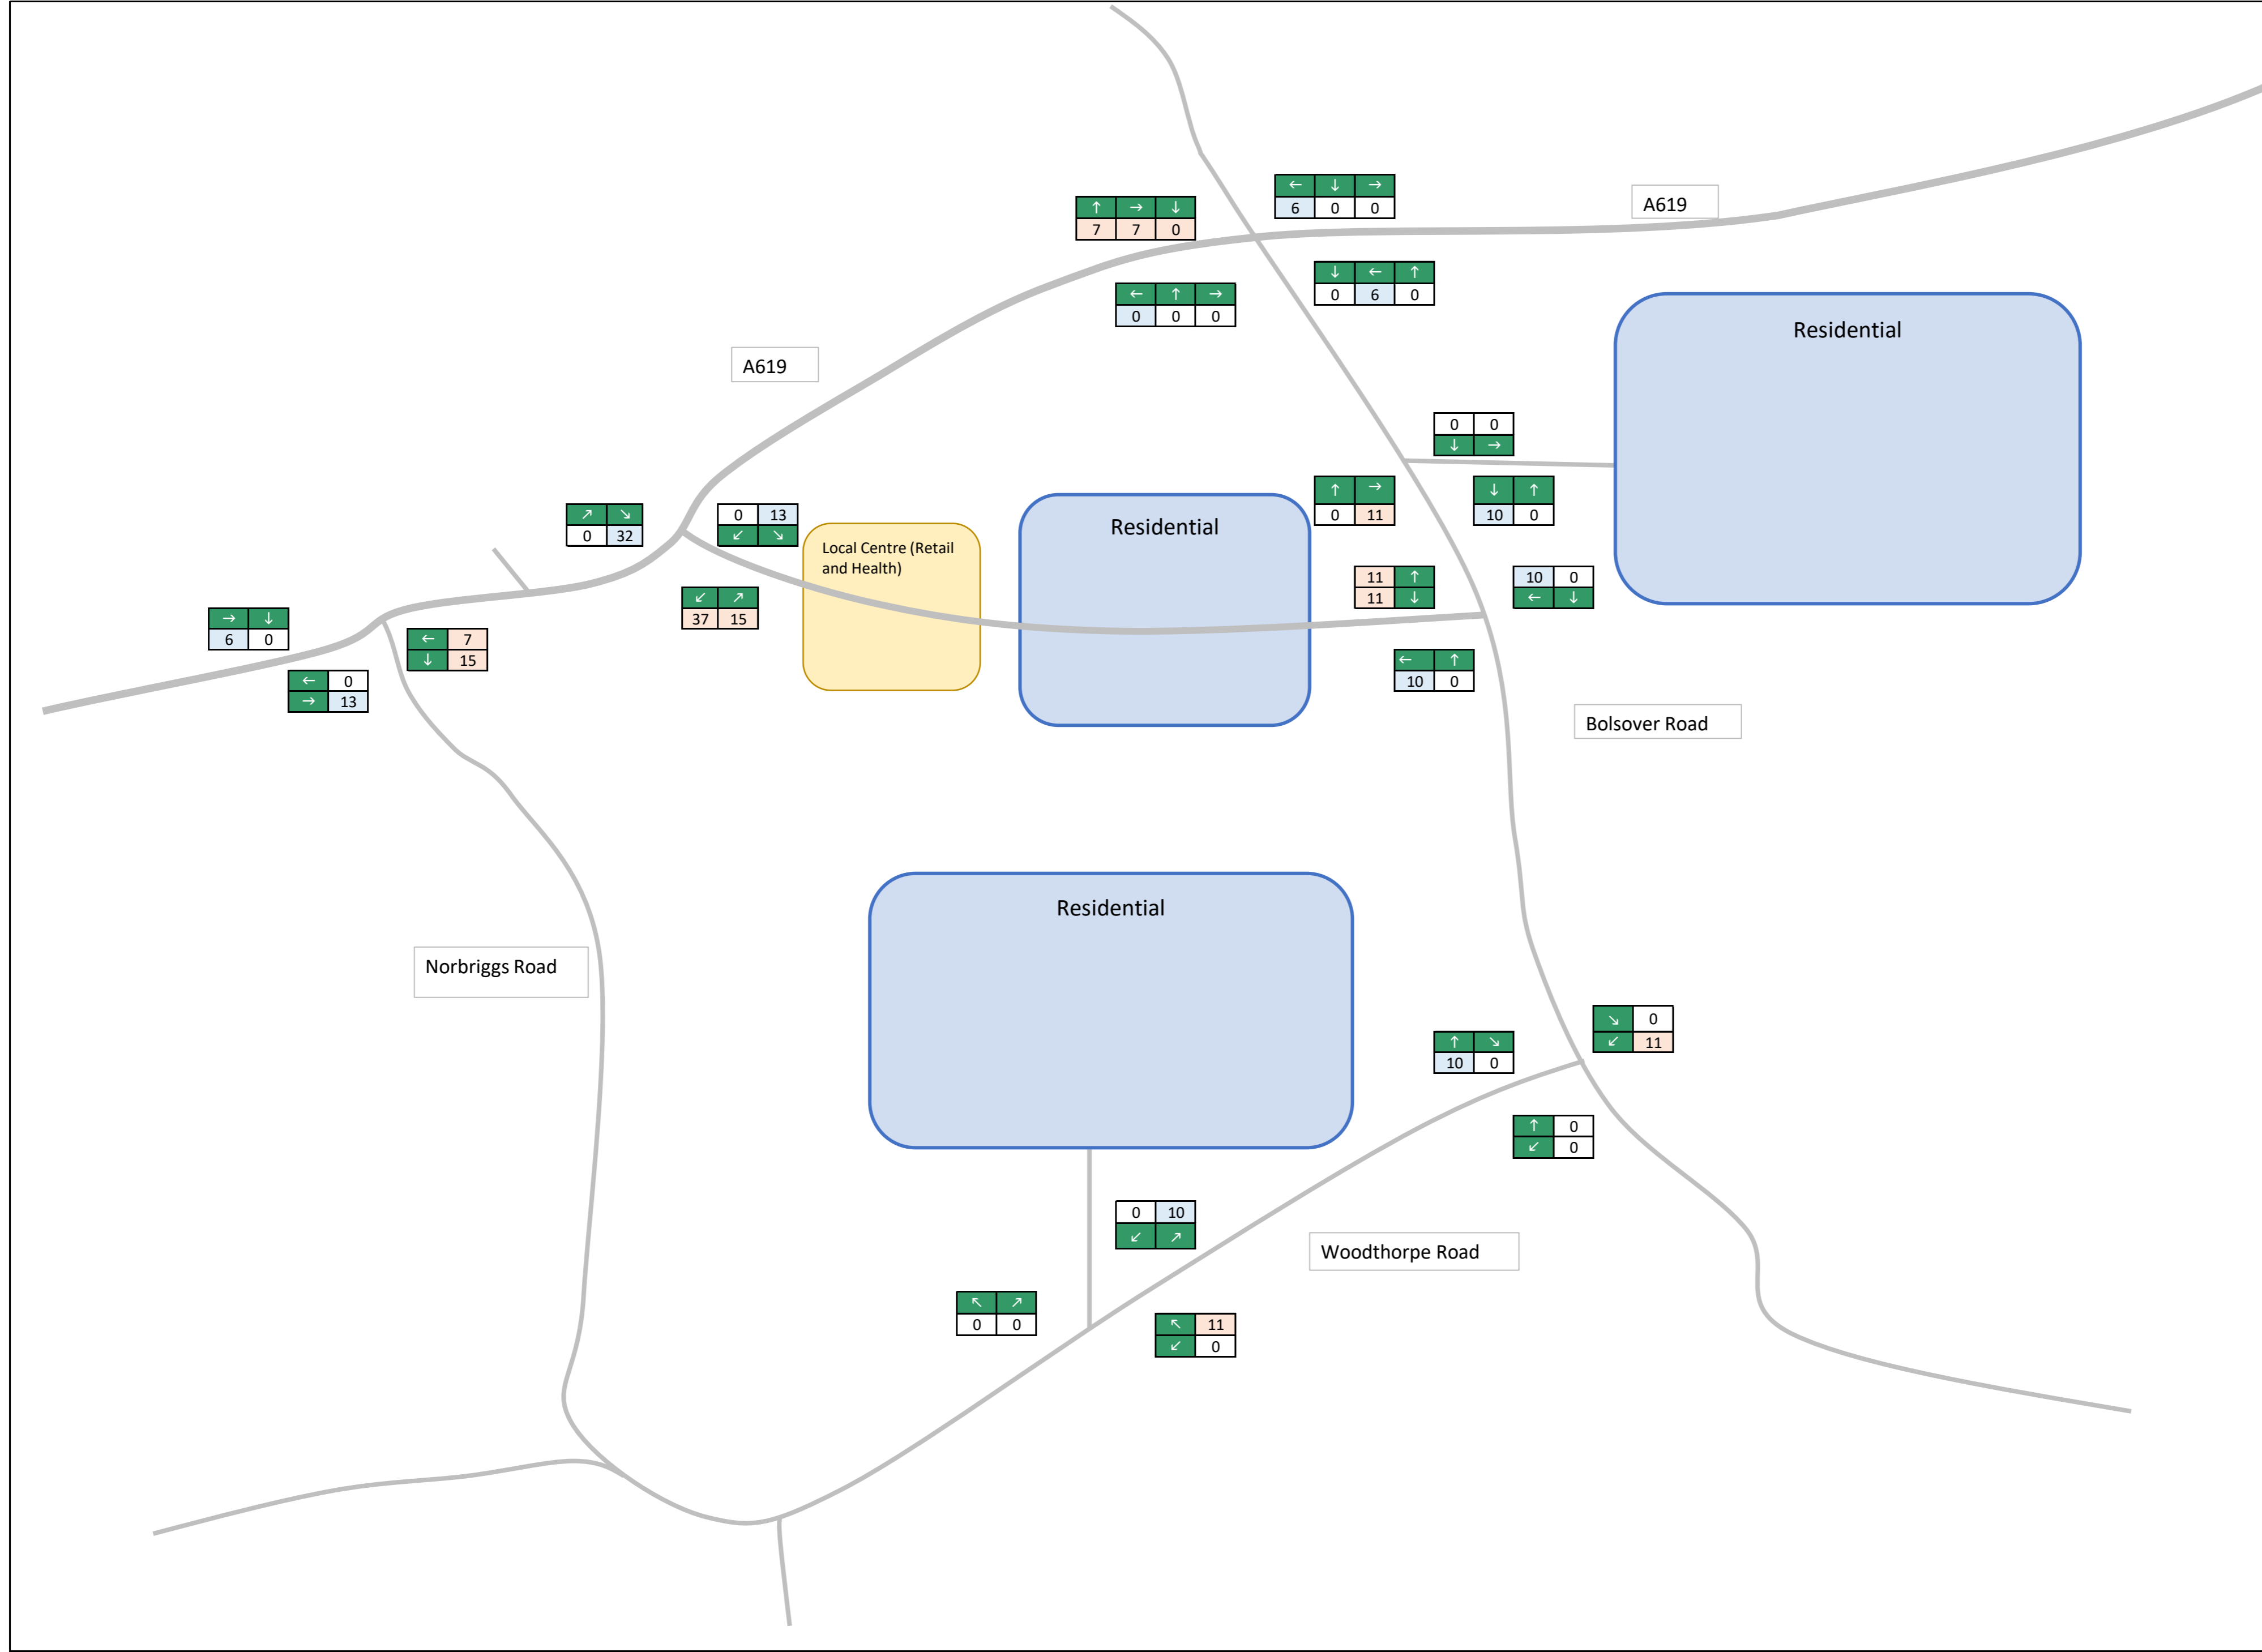 ← ↓ →
6 0 0
A619
↑ → ↓
7 7 0
↓ ← ↑
0 6 0
← ↑ →
0 0 0
Residential
A619
0 0
↓ →
↑ →
0 11
↓ ↑
10 0
↗ ↘
0 32
0 13
↙ ↘
Residential
Local Centre (Retail
and Health)
11 ↑
11 ↓
10 0
← ↓
↙ ↗
37 15
→ ↓
6 0
← 7
↓ 15
← 0
→ 13
← ↑
10 0
Bolsover Road
Residential
Norbriggs Road
↘ 0
↙ 11
↑ ↘
10 0
↑ 0
↙ 0
0 10
↙ ↗
Woodthorpe Road
↖ ↗
0 0
↖ 11
↙ 0